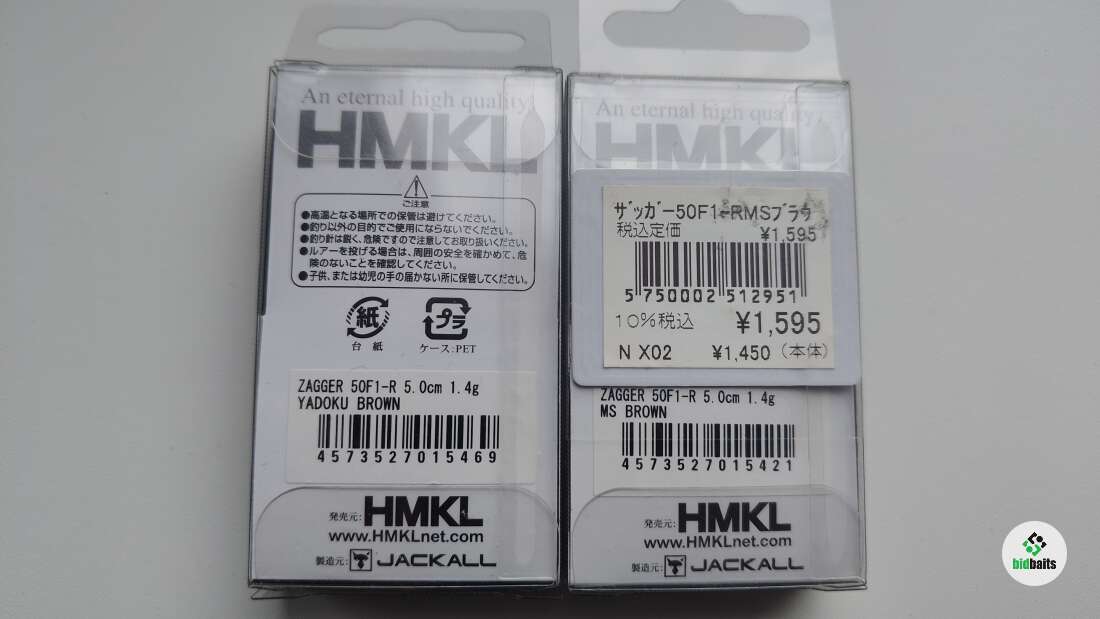 An eternal high quality
HMKL
ご注意
●高温となる場所での保管は避けてください。
●釣り以外の目的でご使用にならないでください。
●釣り針は鋭く、危険ですので注意してお取り扱いください。
●ルアーを投げる場合は、周囲の安全を確かめて、危
険のないことを確認してください。
●子供、または幼児の手の届かない所に保管してください。
紙
台紙
プラ
ケース:PET
ZAGGER 50F1-R 5.0cm 1.4g
YADOKU BROWN
4573527015469
発売元: HMKL
www.HMKLnet.com
製造元: JACKALL
An eternal high quality
HMKL
ザッガー50F1-RMSブラウ
税込定価
¥1,595
5 750002 512951
10%税込 ¥1,595
N X02 ¥1,450 (本体)
ZAGGER 50F1-R 5.0cm 1.4g
MS BROWN
4573527015421
発売元: HMKL
www.HMKLnet.com
製造元: JACKALL
bidbaits